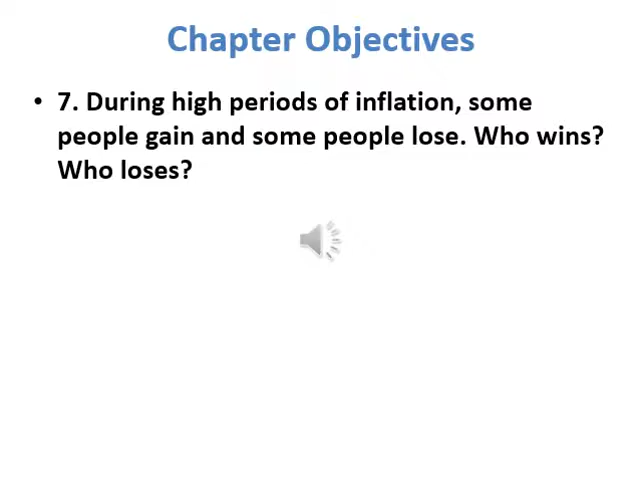 Chapter Objectives
• 7. During high periods of inflation, some
people gain and some people lose. Who wins?
Who loses?